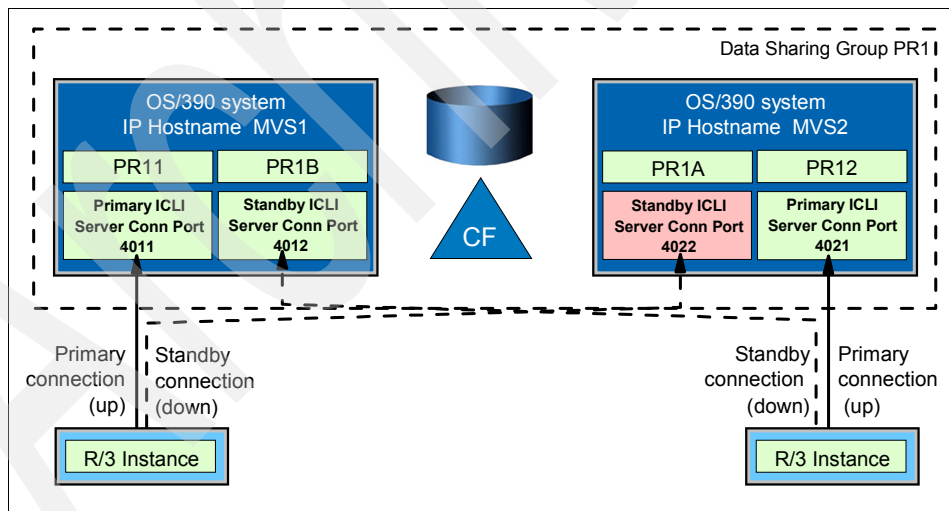 Data Sharing Group PR1
OS/390 system
IP Hostname MVS1
PR11
PR1B
Primary ICLI
Server Conn Port
4011
Standby ICLI
Server Conn Port
4012
CF
OS/390 system
IP Hostname MVS2
PR1A
PR12
Standby ICLI
Server Conn Port
4022
Primary ICLI
Server Conn Port
4021
Primary
connection
(up)
Standby
connection
(down)
Standby
connection
(down)
Primary
connection
(up)
R/3 Instance
R/3 Instance